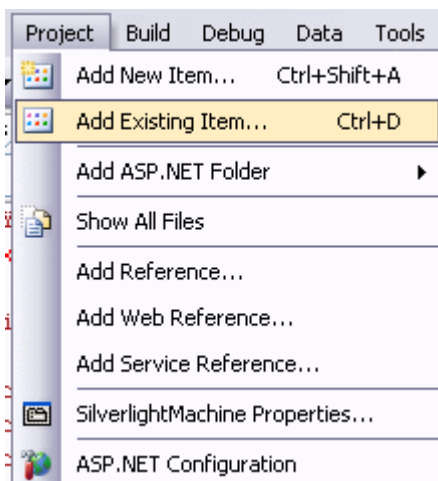 Project Build Debug Data Tools
Add New Item... Ctrl+Shift+A
Add Existing Item... Ctrl+D
Add ASP.NET Folder
Show All Files
Add Reference...
Add Web Reference...
Add Service Reference...
SilverlightMachine Properties...
ASP.NET Configuration